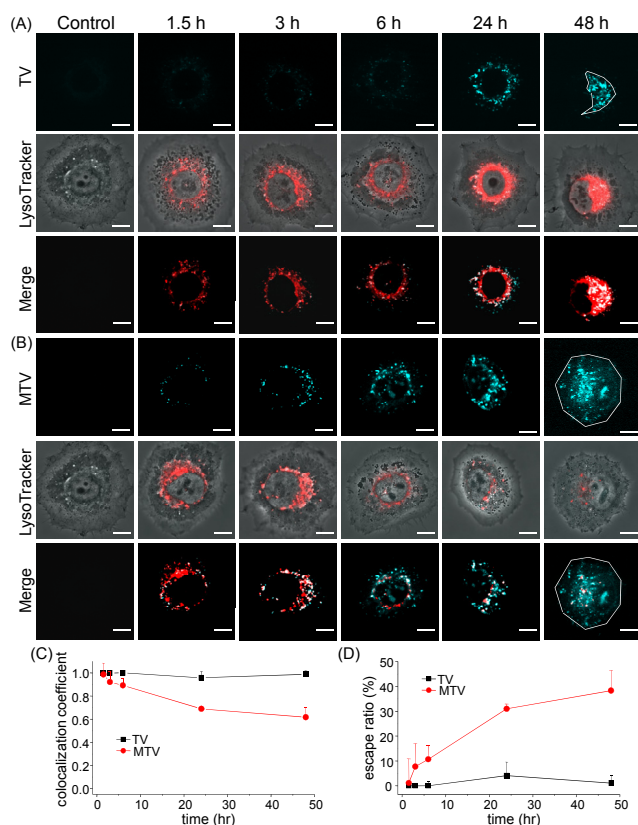 (A) Control 1.5 h 3 h 6 h 24 h 48 h
TV
LysoTracker
Merge
(B)
MTV
LysoTracker
Merge
(C)
colocalization coefficient
1.0
0.8
0.6
0.4
0.2
0.0
TV
MTV
0 10 20 30 40 50
time (hr)
(D)
escape ratio (%)
50
40
30
20
10
0
TV
MTV
0 10 20 30 40 50
time (hr)